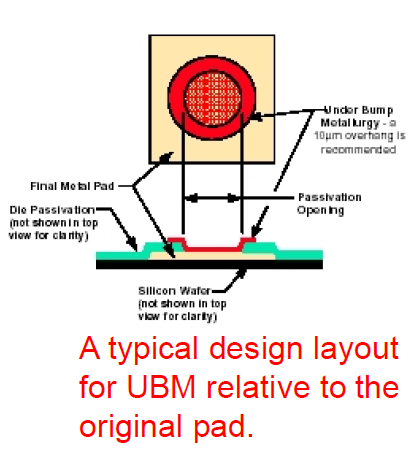 Under Bump
Metallurgy - a
10µm overhang is
recommended
Final Metal Pad
Passivation
Opening
Die Passivation
(not shown in top
view for clarity)
Silicon Wafer
(not shown in top
view for clarity)
A typical design layout
for UBM relative to the
original pad.